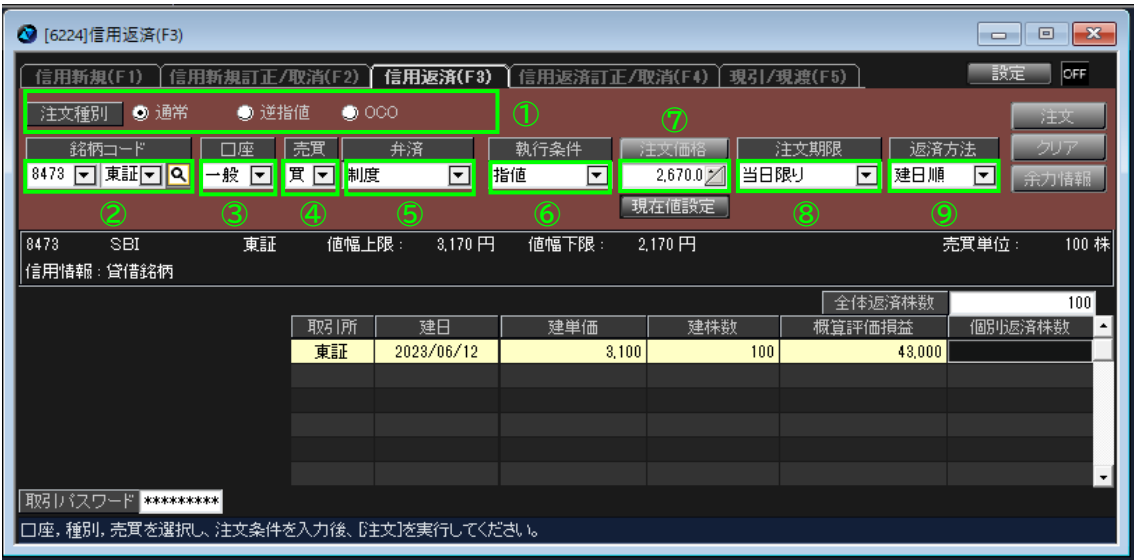 [6224]信用返済(F3)
信用新規(F1) 信用新規訂正/取消(F2) 信用返済(F3) 信用返済訂正/取消(F4) 現引/現渡(F5) 設定 OFF
注文種別 通常 逆指値 OCO ① ⑦ 注文
銘柄コード 口座 売買 弁済 執行条件 注文価格 注文期限 返済方法 クリア
8473 東証 一般 買 制度 指値 2,670.0 当日限り 建日順 余力情報
② ③ ④ ⑤ ⑥ 現在値設定 ⑧ ⑨
8473 SBI 東証 値幅上限： 3,170 円 値幅下限： 2,170 円 売買単位： 100 株
信用情報：貸借銘柄
全体返済株数 100
取引所 建日 建単価 建株数 概算評価損益 個別返済株数
東証 2023/06/12 3,100 100 43,000
取引パスワード *********
口座,種別,売買を選択し、注文条件を入力後、[注文]を実行してください。